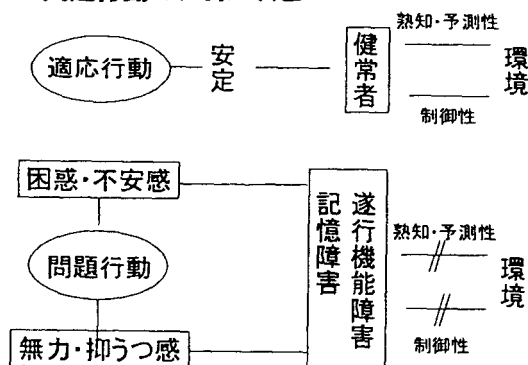 適応行動
安定
健常者
熟知・予測性
制御性
環境
困惑・不安感
問題行動
無力・抑うつ感
遂行機能障害
記憶障害
熟知・予測性
制御性
環境